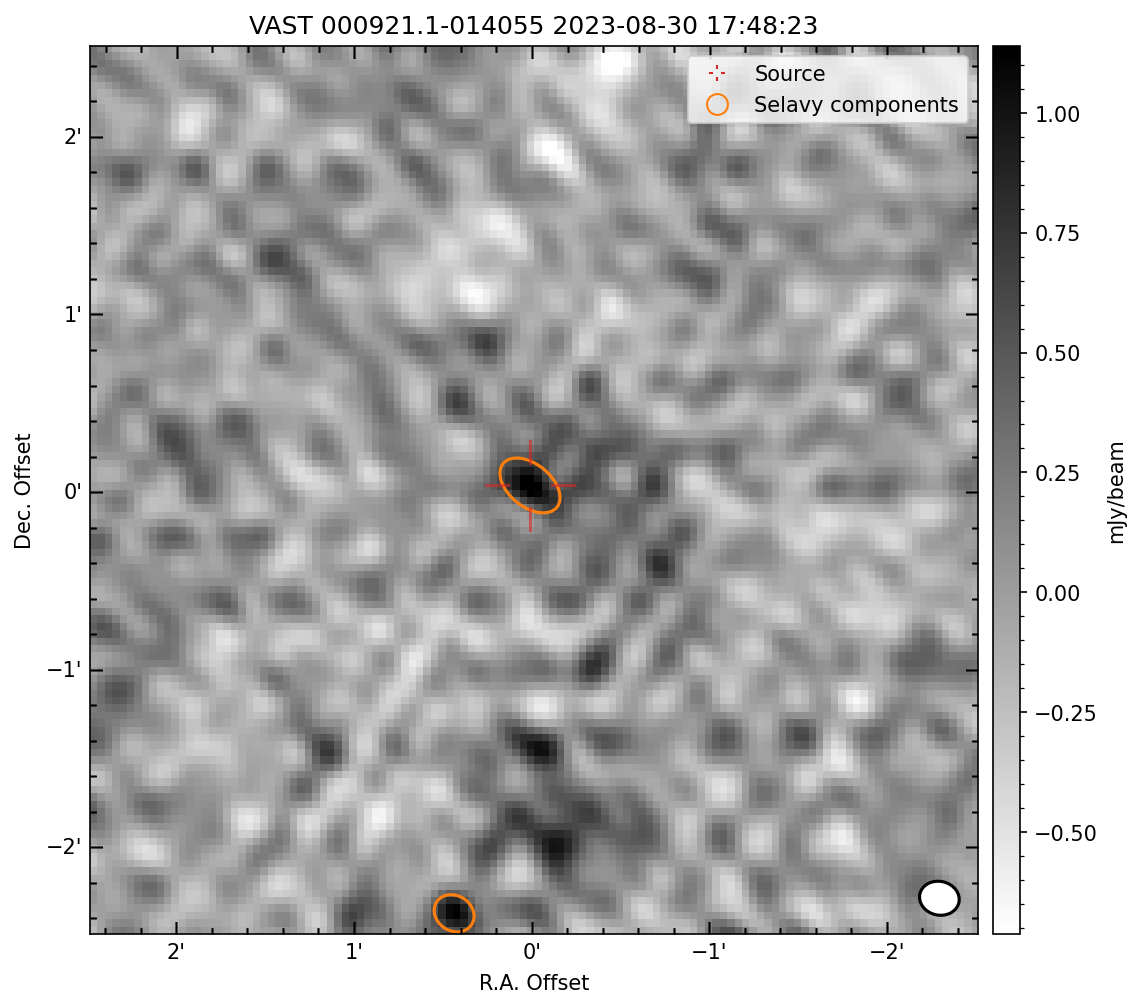 VAST 000921.1-014055 2023-08-30 17:48:23
Source
Selavy components
2'
1'
0'
−1'
−2'
Dec. Offset
2'
1'
0'
−1'
−2'
R.A. Offset
1.00
0.75
0.50
0.25
0.00
−0.25
−0.50
mJy/beam